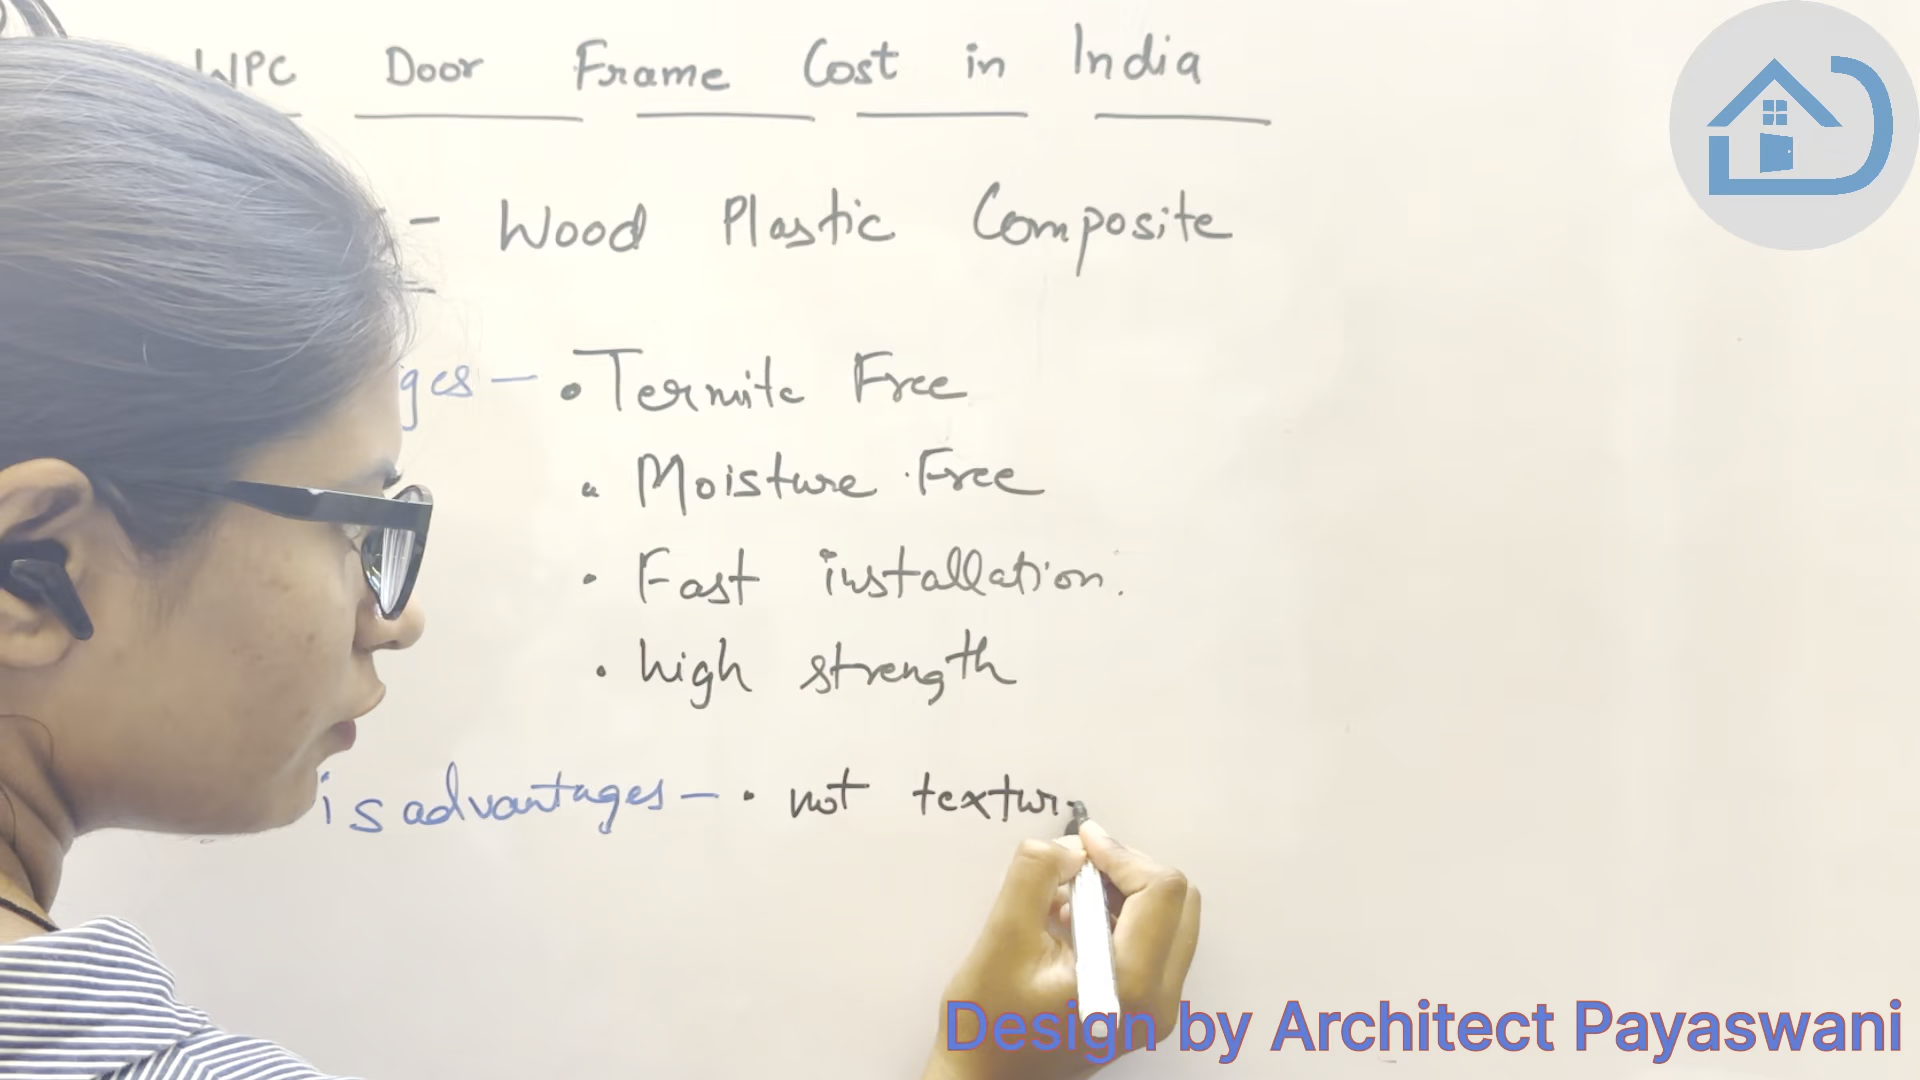 WPC Door Frame Cost in India
- Wood Plastic Composite
ges - • Termite Free
• Moisture Free
• Fast installation.
• high strength
isadvantages - • not textur
Design by Architect Payaswani